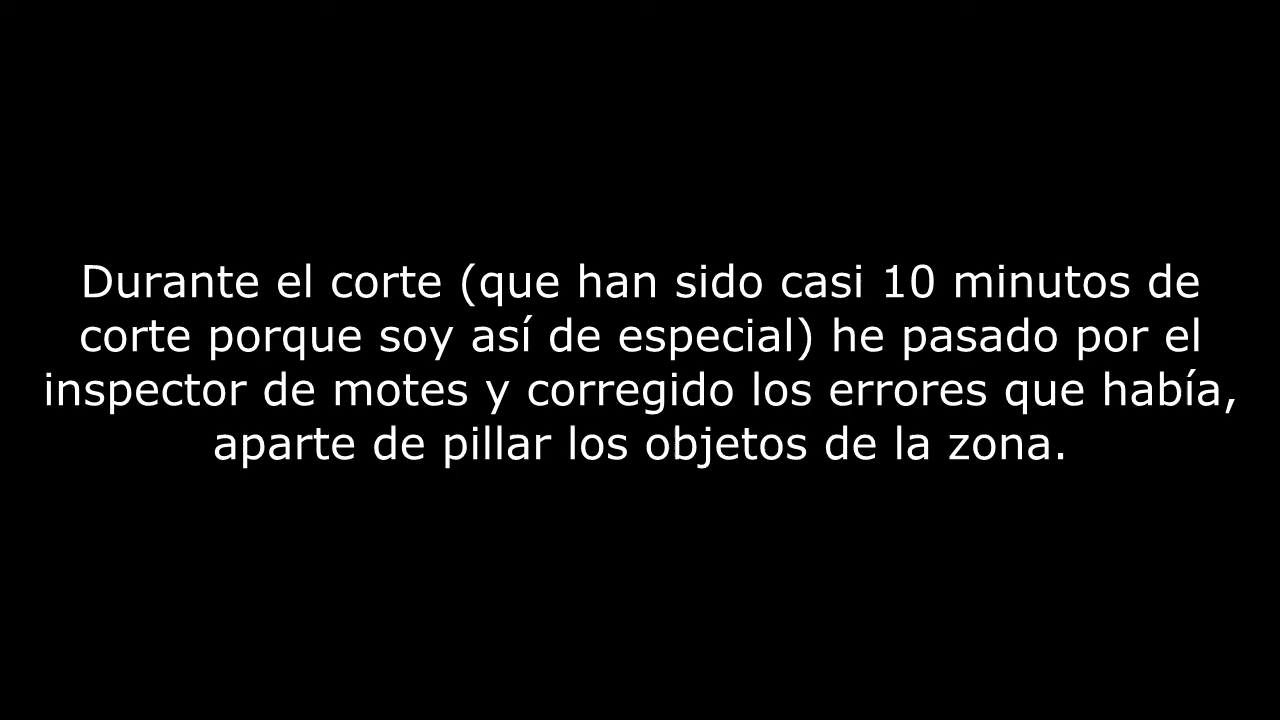 Durante el corte (que han sido casi 10 minutos de
corte porque soy así de especial) he pasado por el
inspector de motes y corregido los errores que había,
aparte de pillar los objetos de la zona.